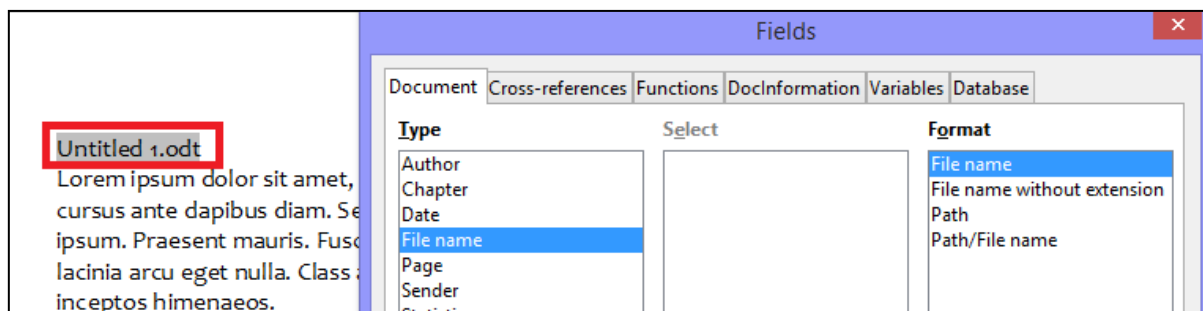 Fields
Document Cross-references Functions DocInformation Variables Database
Type
Select
Format
Untitled 1.odt
Lorem ipsum dolor sit amet,
cursus ante dapibus diam. Se
ipsum. Praesent mauris. Fusc
lacinia arcu eget nulla. Class
inceptos himenaeos.
Author
Chapter
Date
File name
Page
Sender
File name
File name without extension
Path
Path/File name